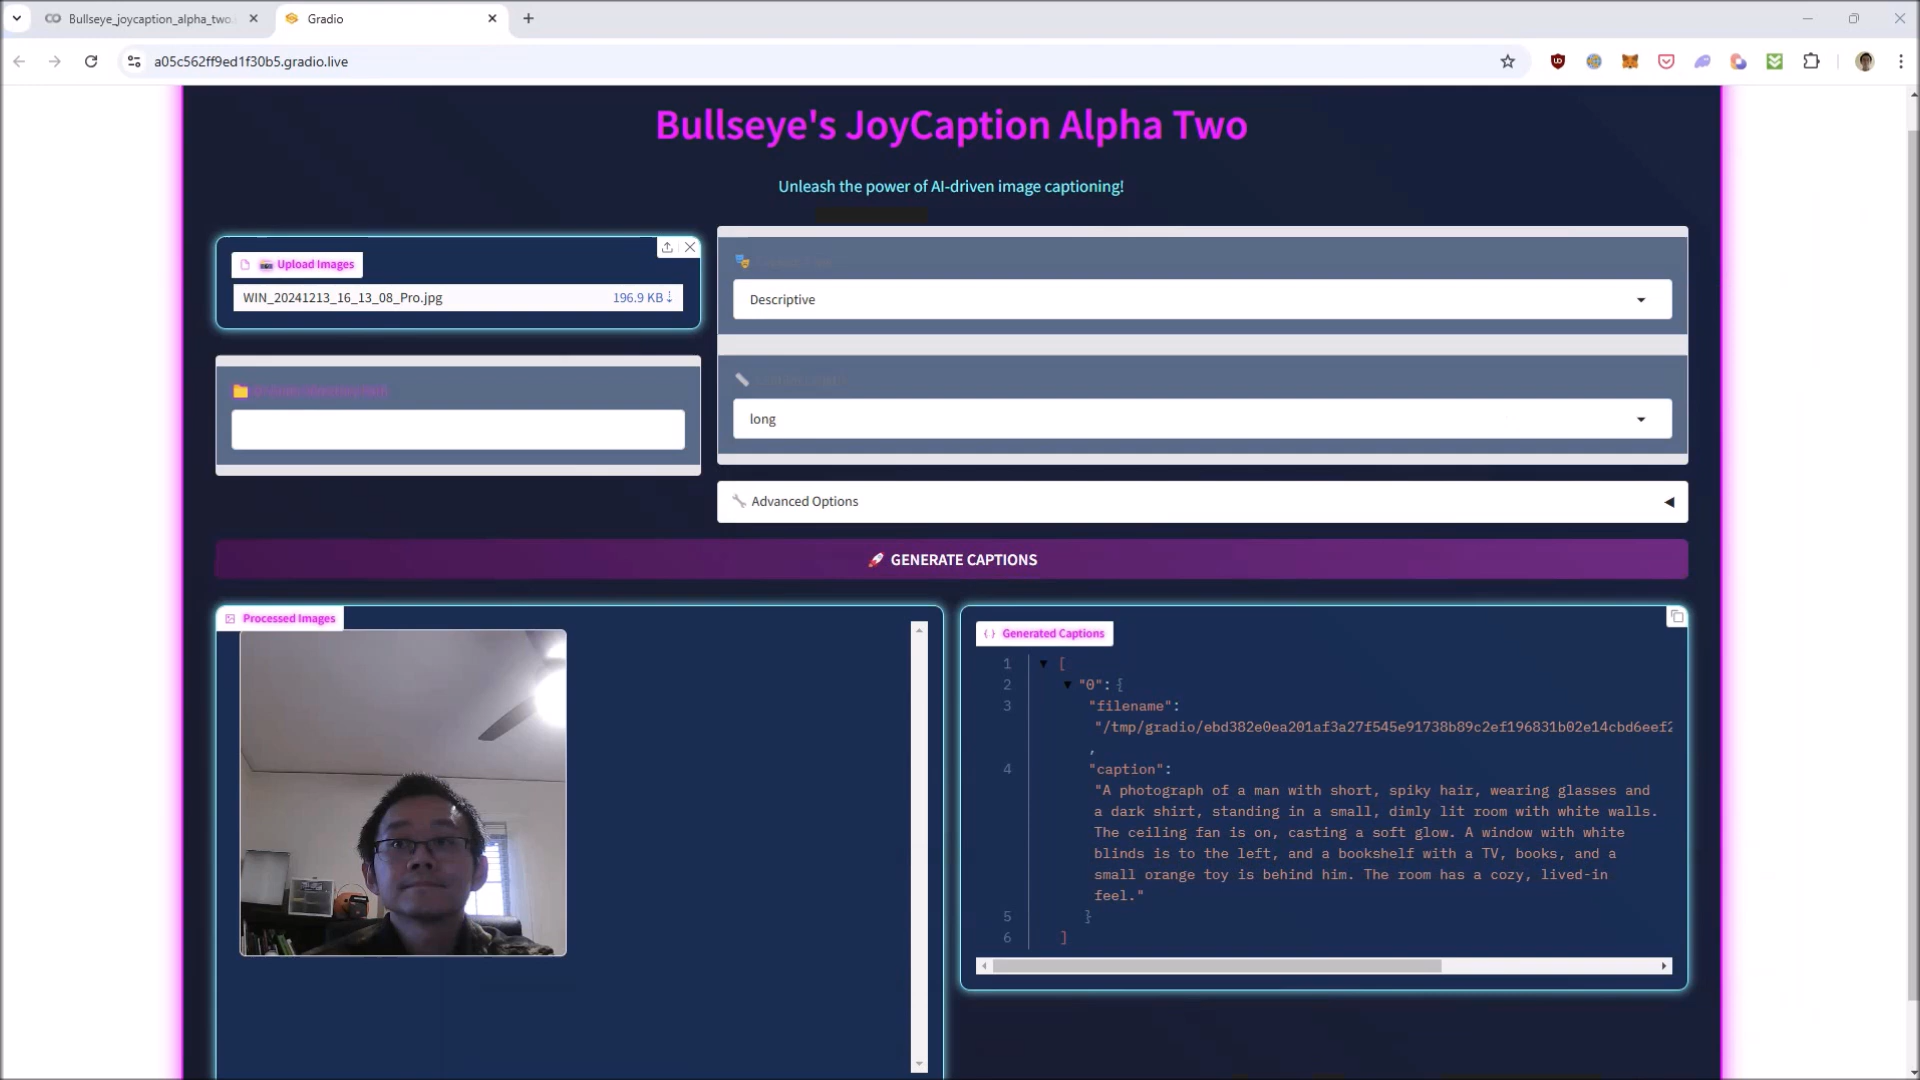 Bullseye_joycaption_alpha_two.
Gradio
a05c562ff9ed1f30b5.gradio.live
Bullseye's JoyCaption Alpha Two
Unleash the power of AI-driven image captioning!
Upload Images
WIN_20241213_16_13_08_Pro.jpg
196.9 KB ⇣
Descriptive
long
Advanced Options
GENERATE CAPTIONS
Processed Images
Generated Captions
1 [
2 "0": {
3 "filename":
"/tmp/gradio/ebd382e0ea201af3a27f545e91738b89c2ef196831b02e14cbd6eef2
,
4 "caption":
"A photograph of a man with short, spiky hair, wearing glasses and
a dark shirt, standing in a small, dimly lit room with white walls.
The ceiling fan is on, casting a soft glow. A window with white
blinds is to the left, and a bookshelf with a TV, books, and a
small orange toy is behind him. The room has a cozy, lived-in
feel."
5 }
6 ]